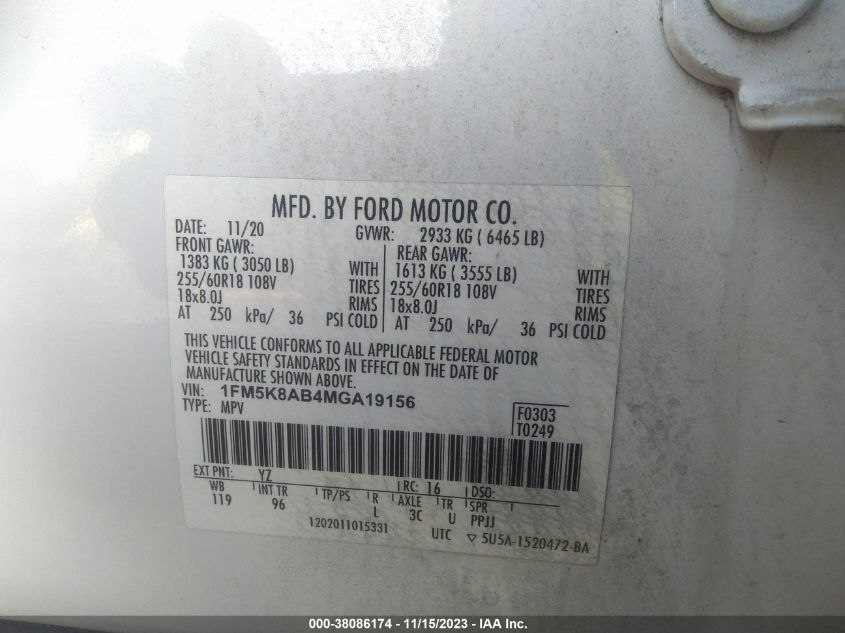 MFD. BY FORD MOTOR CO.
DATE: 11/20 GVWR: 2933 KG ( 6465 LB)
FRONT GAWR: REAR GAWR:
1383 KG ( 3050 LB) WITH 1613 KG ( 3555 LB) WITH
255/60R18 108V TIRES 255/60R18 108V TIRES
18x8.0J RIMS 18x8.0J RIMS
AT 250 kPa/ 36 PSI COLD AT 250 kPa/ 36 PSI COLD
THIS VEHICLE CONFORMS TO ALL APPLICABLE FEDERAL MOTOR
VEHICLE SAFETY STANDARDS IN EFFECT ON THE DATE OF
MANUFACTURE SHOWN ABOVE.
VIN: 1FM5K8AB4MGA19156
TYPE: MPV
F0303
T0249
EXT PNT: YZ RC: 16 DSO:
WB INT TR TP/PS R AXLE TR SPR
119 96 L 3C U PPJJ
1202011015331 UTC ▽ 5U5A-1520472-BA
000-38086174 - 11/15/2023 - IAA Inc.